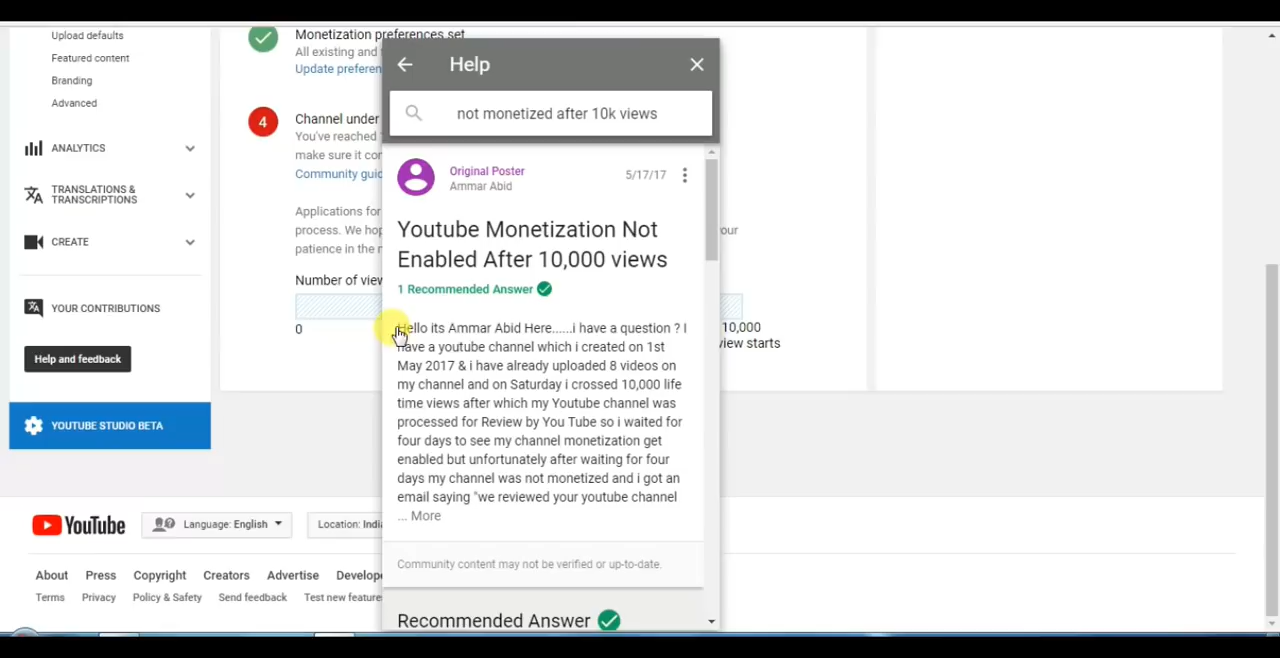 Upload defaults
Featured content
Branding
Advanced
ANALYTICS
TRANSLATIONS &
TRANSCRIPTIONS
CREATE
YOUR CONTRIBUTIONS
Help and feedback
YOUTUBE STUDIO BETA
Monetization preferences set
All existing and
Update preferen
4
Channel under
You've reached
make sure it con
Community guid
Applications for
process. We hop
patience in the m
our
Number of view
0
10,000
view starts
Help
not monetized after 10k views
Original Poster
Ammar Abid
5/17/17
Youtube Monetization Not
Enabled After 10,000 views
1 Recommended Answer
Hello its Ammar Abid Here......i have a question ? I
have a youtube channel which i created on 1st
May 2017 & i have already uploaded 8 videos on
my channel and on Saturday i crossed 10,000 life
time views after which my Youtube channel was
processed for Review by You Tube so i waited for
four days to see my channel monetization get
enabled but unfortunately after waiting for four
days my channel was not monetized and i got an
email saying "we reviewed your youtube channel
... More
Community content may not be verified or up-to-date.
Recommended Answer
YouTube
Language: English
Location: India
About Press Copyright Creators Advertise Develope
Terms Privacy Policy & Safety Send feedback Test new feature